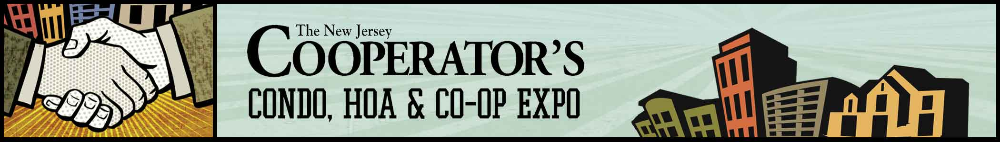 The New Jersey
COOPERATOR'S
CONDO, HOA & CO-OP EXPO